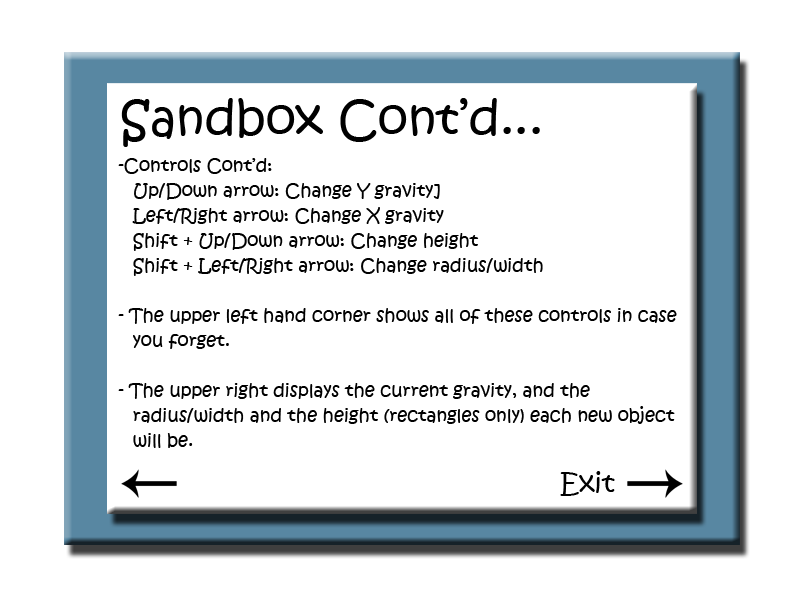 Sandbox Cont'd...
-Controls Cont'd:
Up/Down arrow: Change Y gravity]
Left/Right arrow: Change X gravity
Shift + Up/Down arrow: Change height
Shift + Left/Right arrow: Change radius/width
- The upper left hand corner shows all of these controls in case
you forget.
- The upper right displays the current gravity, and the
radius/width and the height (rectangles only) each new object
will be.
Exit